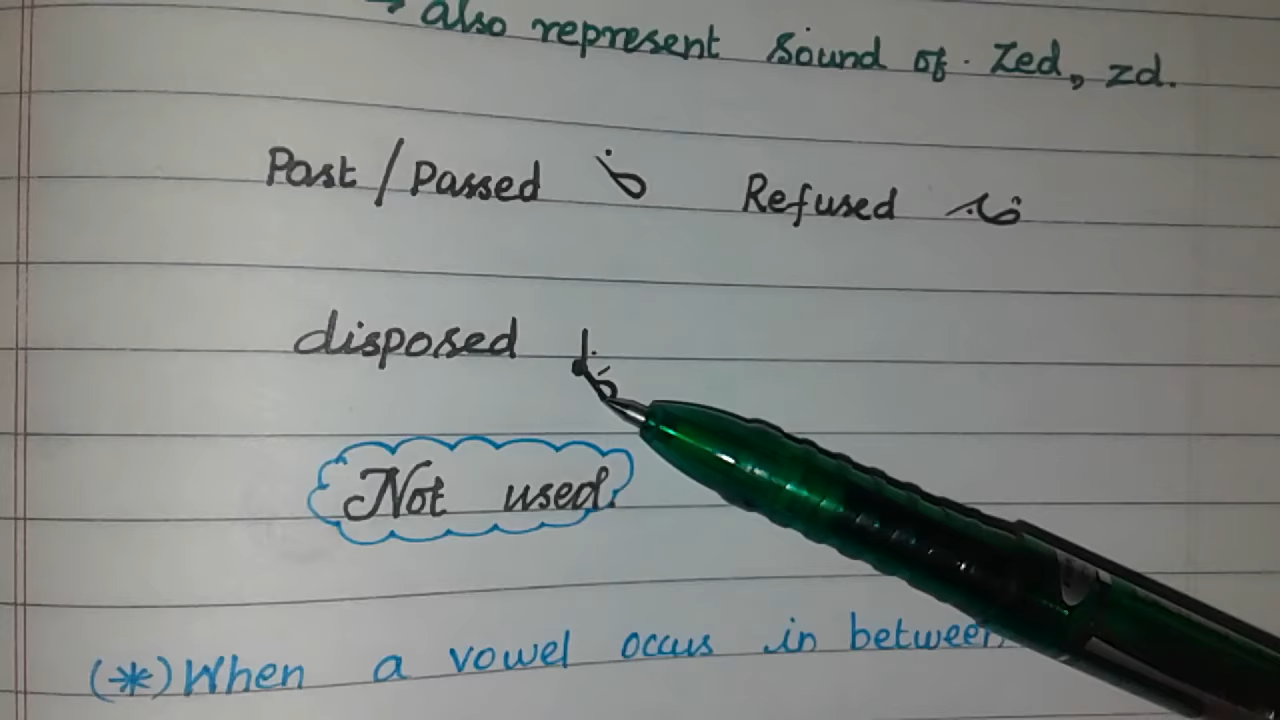 → also represent sound of. Zed, zd.
Past / Passed Refused
disposed
Not used.
(*) When a vowel occus in between